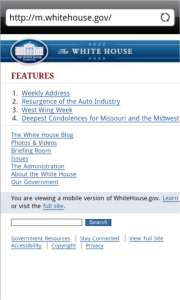 http://m.whitehouse.gov/
The WHITE HOUSE
FEATURES
1. Weekly Address
2. Resurgence of the Auto Industry
3. West Wing Week
4. Deepest Condolences for Missouri and the Midwest
The White House Blog
Photos & Videos
Briefing Room
Issues
The Administration
About the White House
Our Government
You are viewing a mobile version of WhiteHouse.gov. Learn
or visit the full site.
Search
Government Resources | Stay Connected | View Full Site
Accessibility | Copyright | Privacy